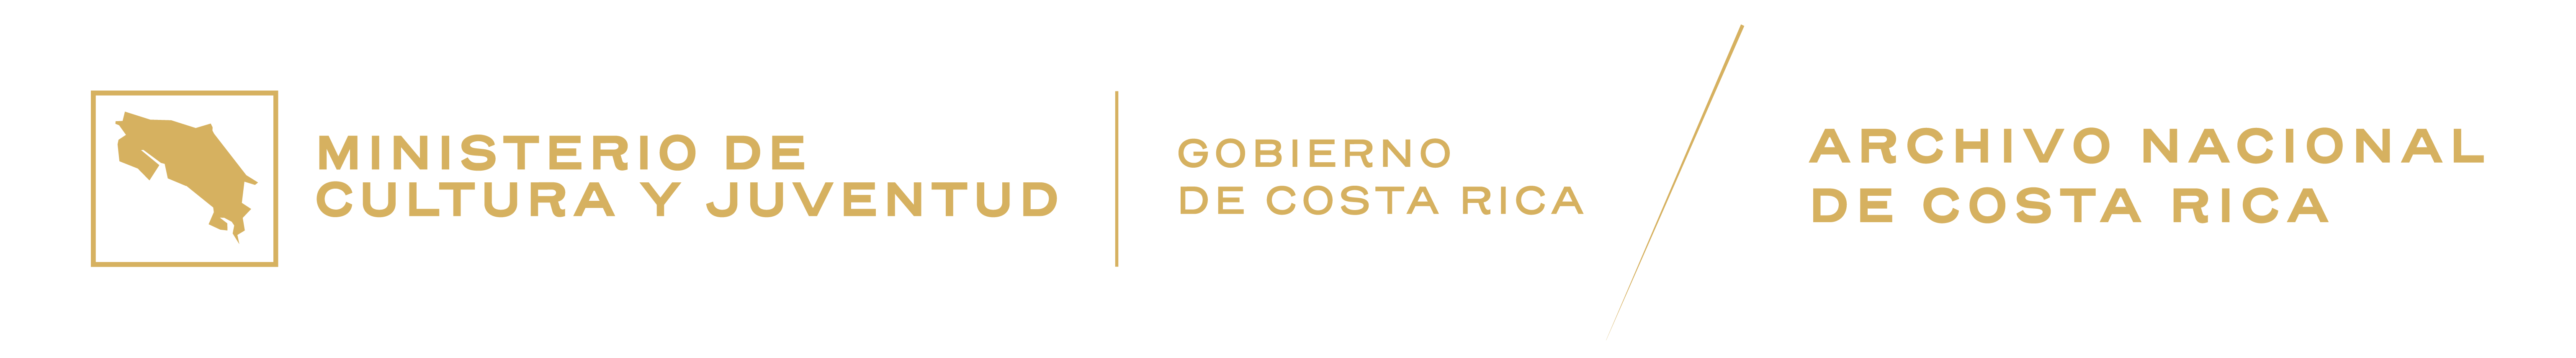 MINISTERIO DE
CULTURA Y JUVENTUD
GOBIERNO
DE COSTA RICA
ARCHIVO NACIONAL
DE COSTA RICA